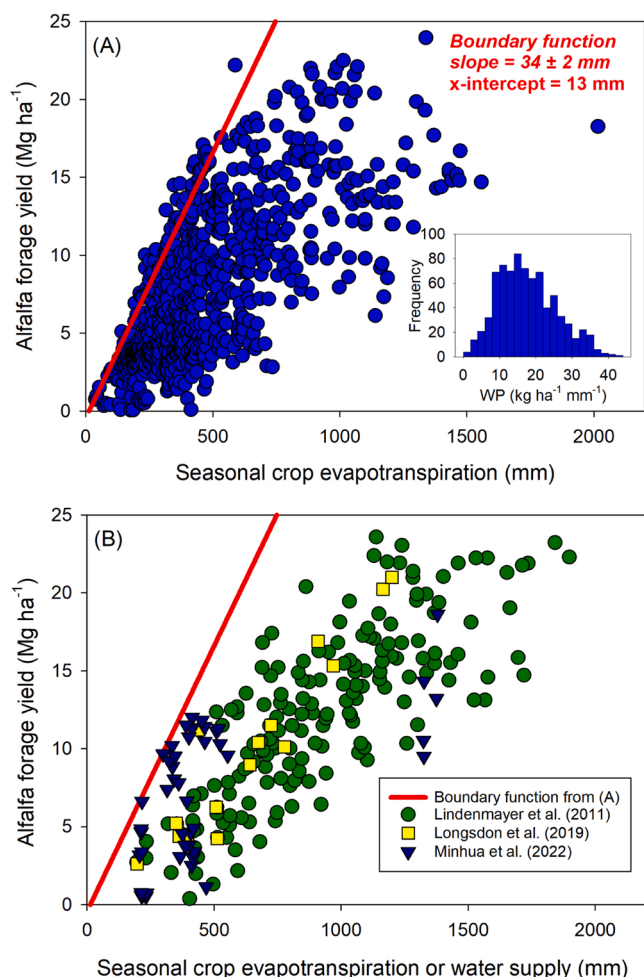 (A)
Boundary function
slope = 34 ± 2 mm
x-intercept = 13 mm
Alfalfa forage yield (Mg ha⁻¹)
25
20
15
10
5
0
0 500 1000 1500 2000
Seasonal crop evapotranspiration (mm)
Frequency
100
80
60
40
20
0
0 10 20 30 40
WP (kg ha⁻¹ mm⁻¹)
(B)
Alfalfa forage yield (Mg ha⁻¹)
25
20
15
10
5
0
Boundary function from (A)
Lindenmayer et al. (2011)
Longsdon et al. (2019)
Minhua et al. (2022)
0 500 1000 1500 2000
Seasonal crop evapotranspiration or water supply (mm)